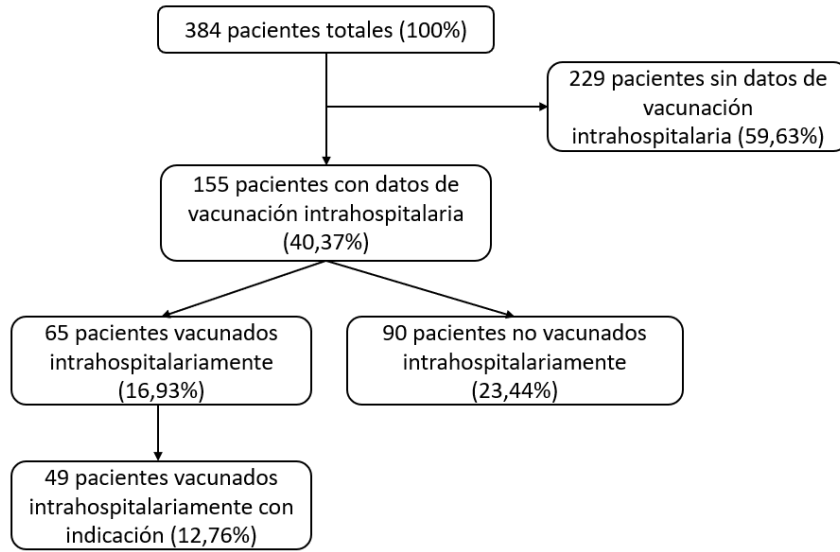 384 pacientes totales (100%)
229 pacientes sin datos de
vacunación
intrahospitalaria (59,63%)
155 pacientes con datos de
vacunación intrahospitalaria
(40,37%)
65 pacientes vacunados
intrahospitalariamente
(16,93%)
90 pacientes no vacunados
intrahospitalariamente
(23,44%)
49 pacientes vacunados
intrahospitalariamente con
indicación (12,76%)